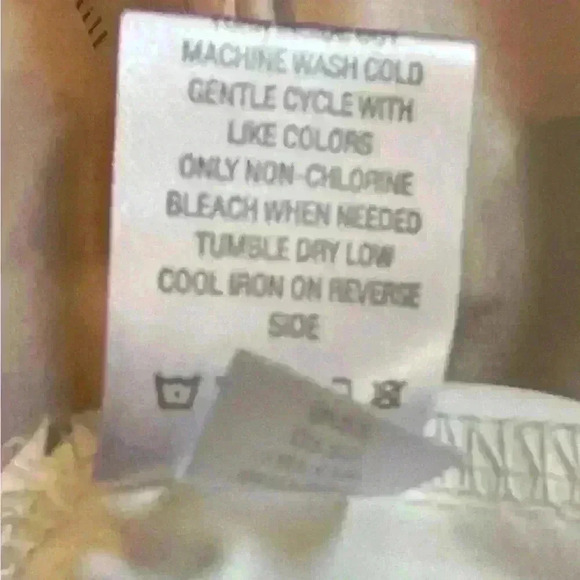 MACHINE WASH COLD
GENTLE CYCLE WITH
LIKE COLORS
ONLY NON-CHLORINE
BLEACH WHEN NEEDED
TUMBLE DRY LOW
COOL IRON ON REVERSE
SIDE